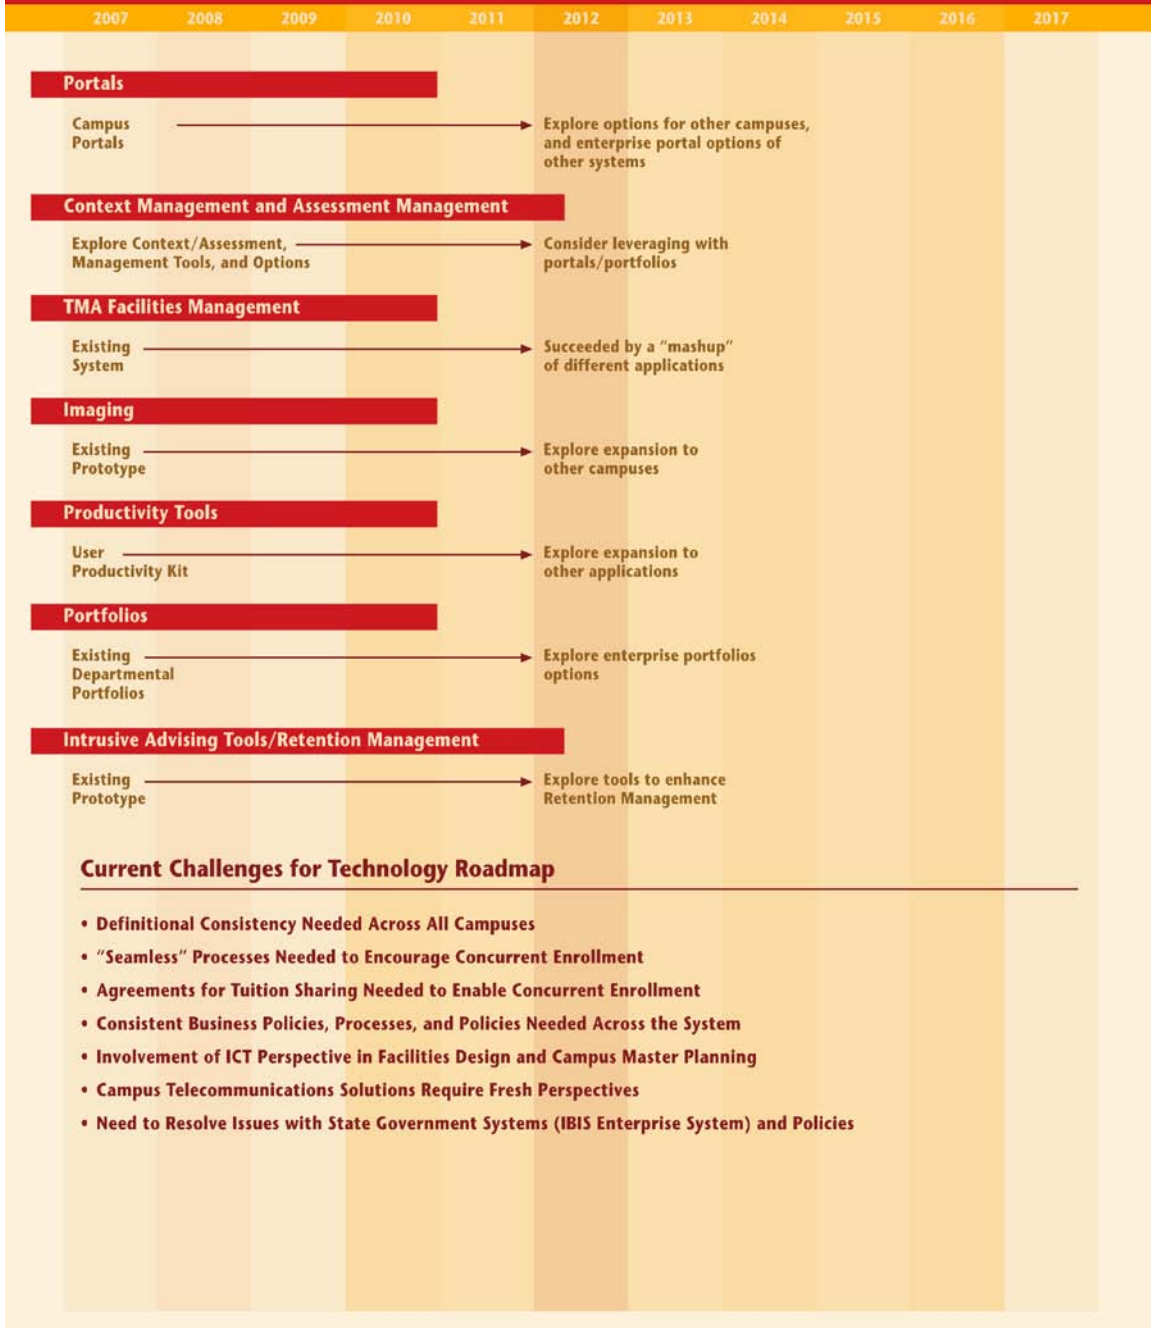 2007 2008 2009 2010 2011 2012 2013 2014 2015 2016 2017
Portals
Campus
Portals
Explore options for other campuses,
and enterprise portal options of
other systems
Context Management and Assessment Management
Explore Context/Assessment,
Management Tools, and Options
Consider leveraging with
portals/portfolios
TMA Facilities Management
Existing
System
Succeeded by a "mashup"
of different applications
Imaging
Existing
Prototype
Explore expansion to
other campuses
Productivity Tools
User
Productivity Kit
Explore expansion to
other applications
Portfolios
Existing
Departmental
Portfolios
Explore enterprise portfolios
options
Intrusive Advising Tools/Retention Management
Existing
Prototype
Explore tools to enhance
Retention Management
Current Challenges for Technology Roadmap
• Definitional Consistency Needed Across All Campuses
• "Seamless" Processes Needed to Encourage Concurrent Enrollment
• Agreements for Tuition Sharing Needed to Enable Concurrent Enrollment
• Consistent Business Policies, Processes, and Policies Needed Across the System
• Involvement of ICT Perspective in Facilities Design and Campus Master Planning
• Campus Telecommunications Solutions Require Fresh Perspectives
• Need to Resolve Issues with State Government Systems (IBIS Enterprise System) and Policies